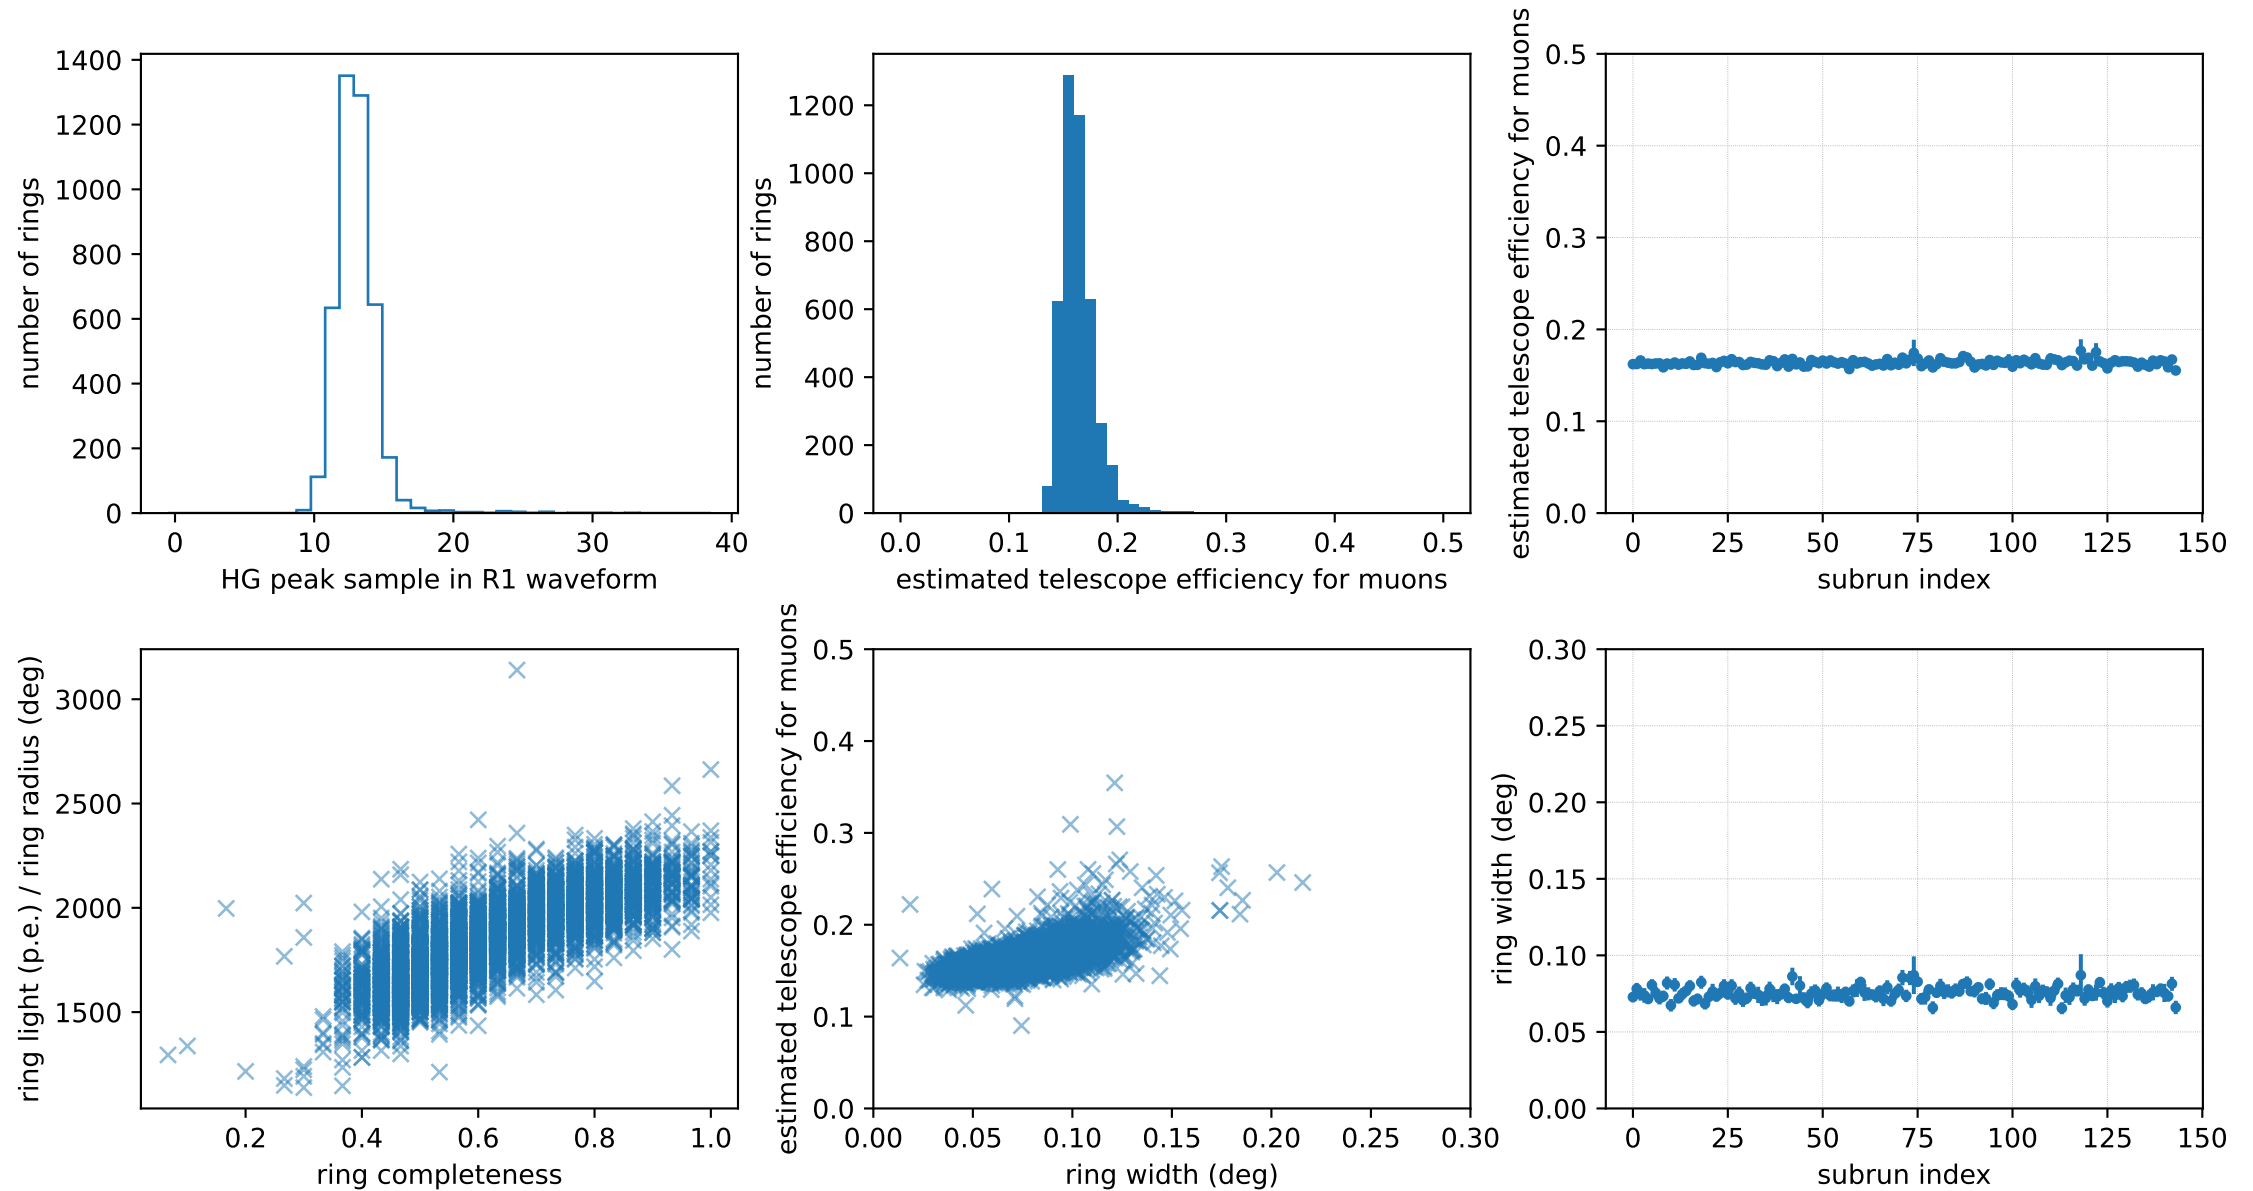 1400
1200
1000
800
600
400
200
0
number of rings
0 10 20 30 40
HG peak sample in R1 waveform
1200
1000
800
600
400
200
0
number of rings
0.0 0.1 0.2 0.3 0.4 0.5
estimated telescope efficiency for muons
0.5
0.4
0.3
0.2
0.1
0.0
estimated telescope efficiency for muons
0 25 50 75 100 125 150
subrun index
3000
2500
2000
1500
ring light (p.e.) / ring radius (deg)
0.2 0.4 0.6 0.8 1.0
ring completeness
0.5
0.4
0.3
0.2
0.1
0.0
estimated telescope efficiency for muons
0.00 0.05 0.10 0.15 0.20 0.25 0.30
ring width (deg)
0.30
0.25
0.20
0.15
0.10
0.05
0.00
ring width (deg)
0 25 50 75 100 125 150
subrun index